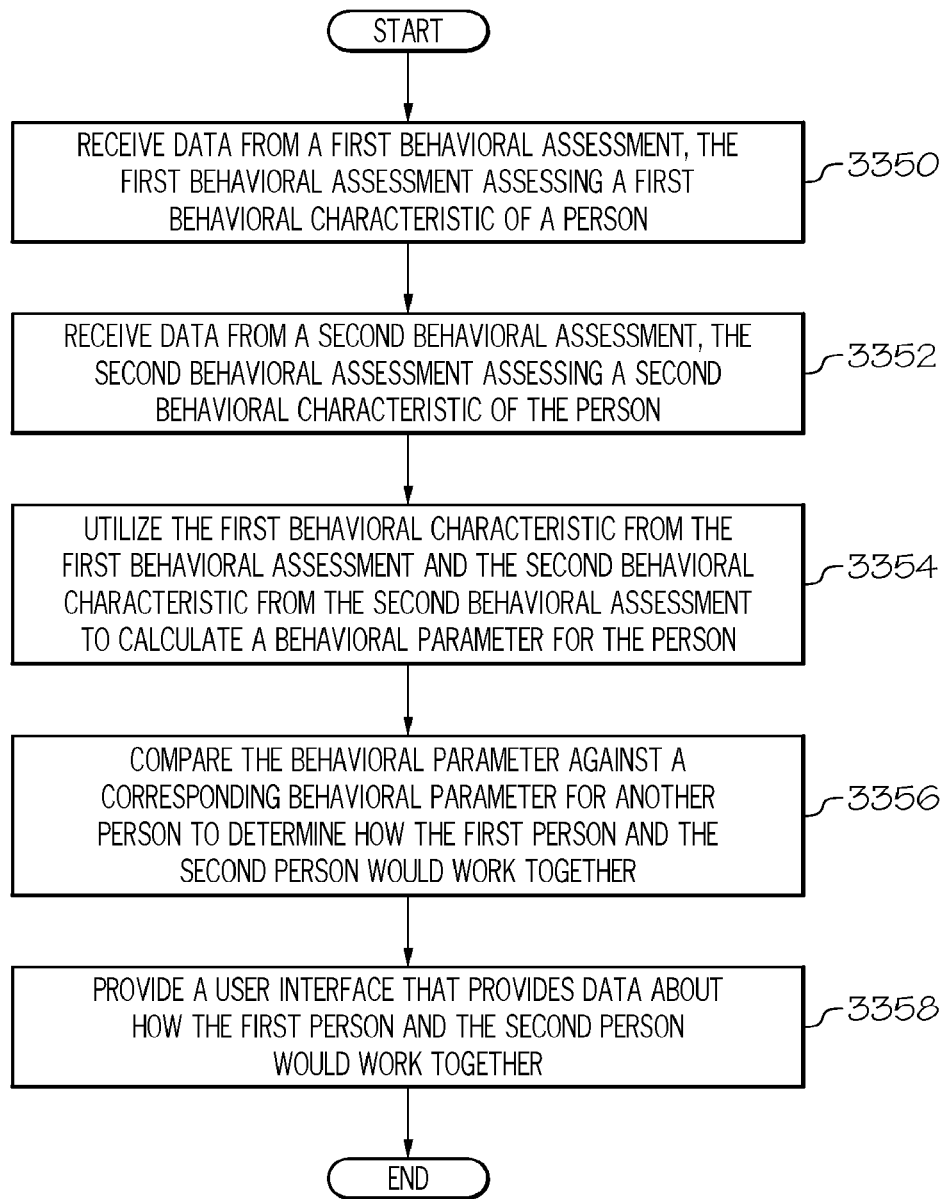 START
RECEIVE DATA FROM A FIRST BEHAVIORAL ASSESSMENT, THE
FIRST BEHAVIORAL ASSESSMENT ASSESSING A FIRST
BEHAVIORAL CHARACTERISTIC OF A PERSON
3350
RECEIVE DATA FROM A SECOND BEHAVIORAL ASSESSMENT, THE
SECOND BEHAVIORAL ASSESSMENT ASSESSING A SECOND
BEHAVIORAL CHARACTERISTIC OF THE PERSON
3352
UTILIZE THE FIRST BEHAVIORAL CHARACTERISTIC FROM THE
FIRST BEHAVIORAL ASSESSMENT AND THE SECOND BEHAVIORAL
CHARACTERISTIC FROM THE SECOND BEHAVIORAL ASSESSMENT
TO CALCULATE A BEHAVIORAL PARAMETER FOR THE PERSON
3354
COMPARE THE BEHAVIORAL PARAMETER AGAINST A
CORRESPONDING BEHAVIORAL PARAMETER FOR ANOTHER
PERSON TO DETERMINE HOW THE FIRST PERSON AND THE
SECOND PERSON WOULD WORK TOGETHER
3356
PROVIDE A USER INTERFACE THAT PROVIDES DATA ABOUT
HOW THE FIRST PERSON AND THE SECOND PERSON
WOULD WORK TOGETHER
3358
END